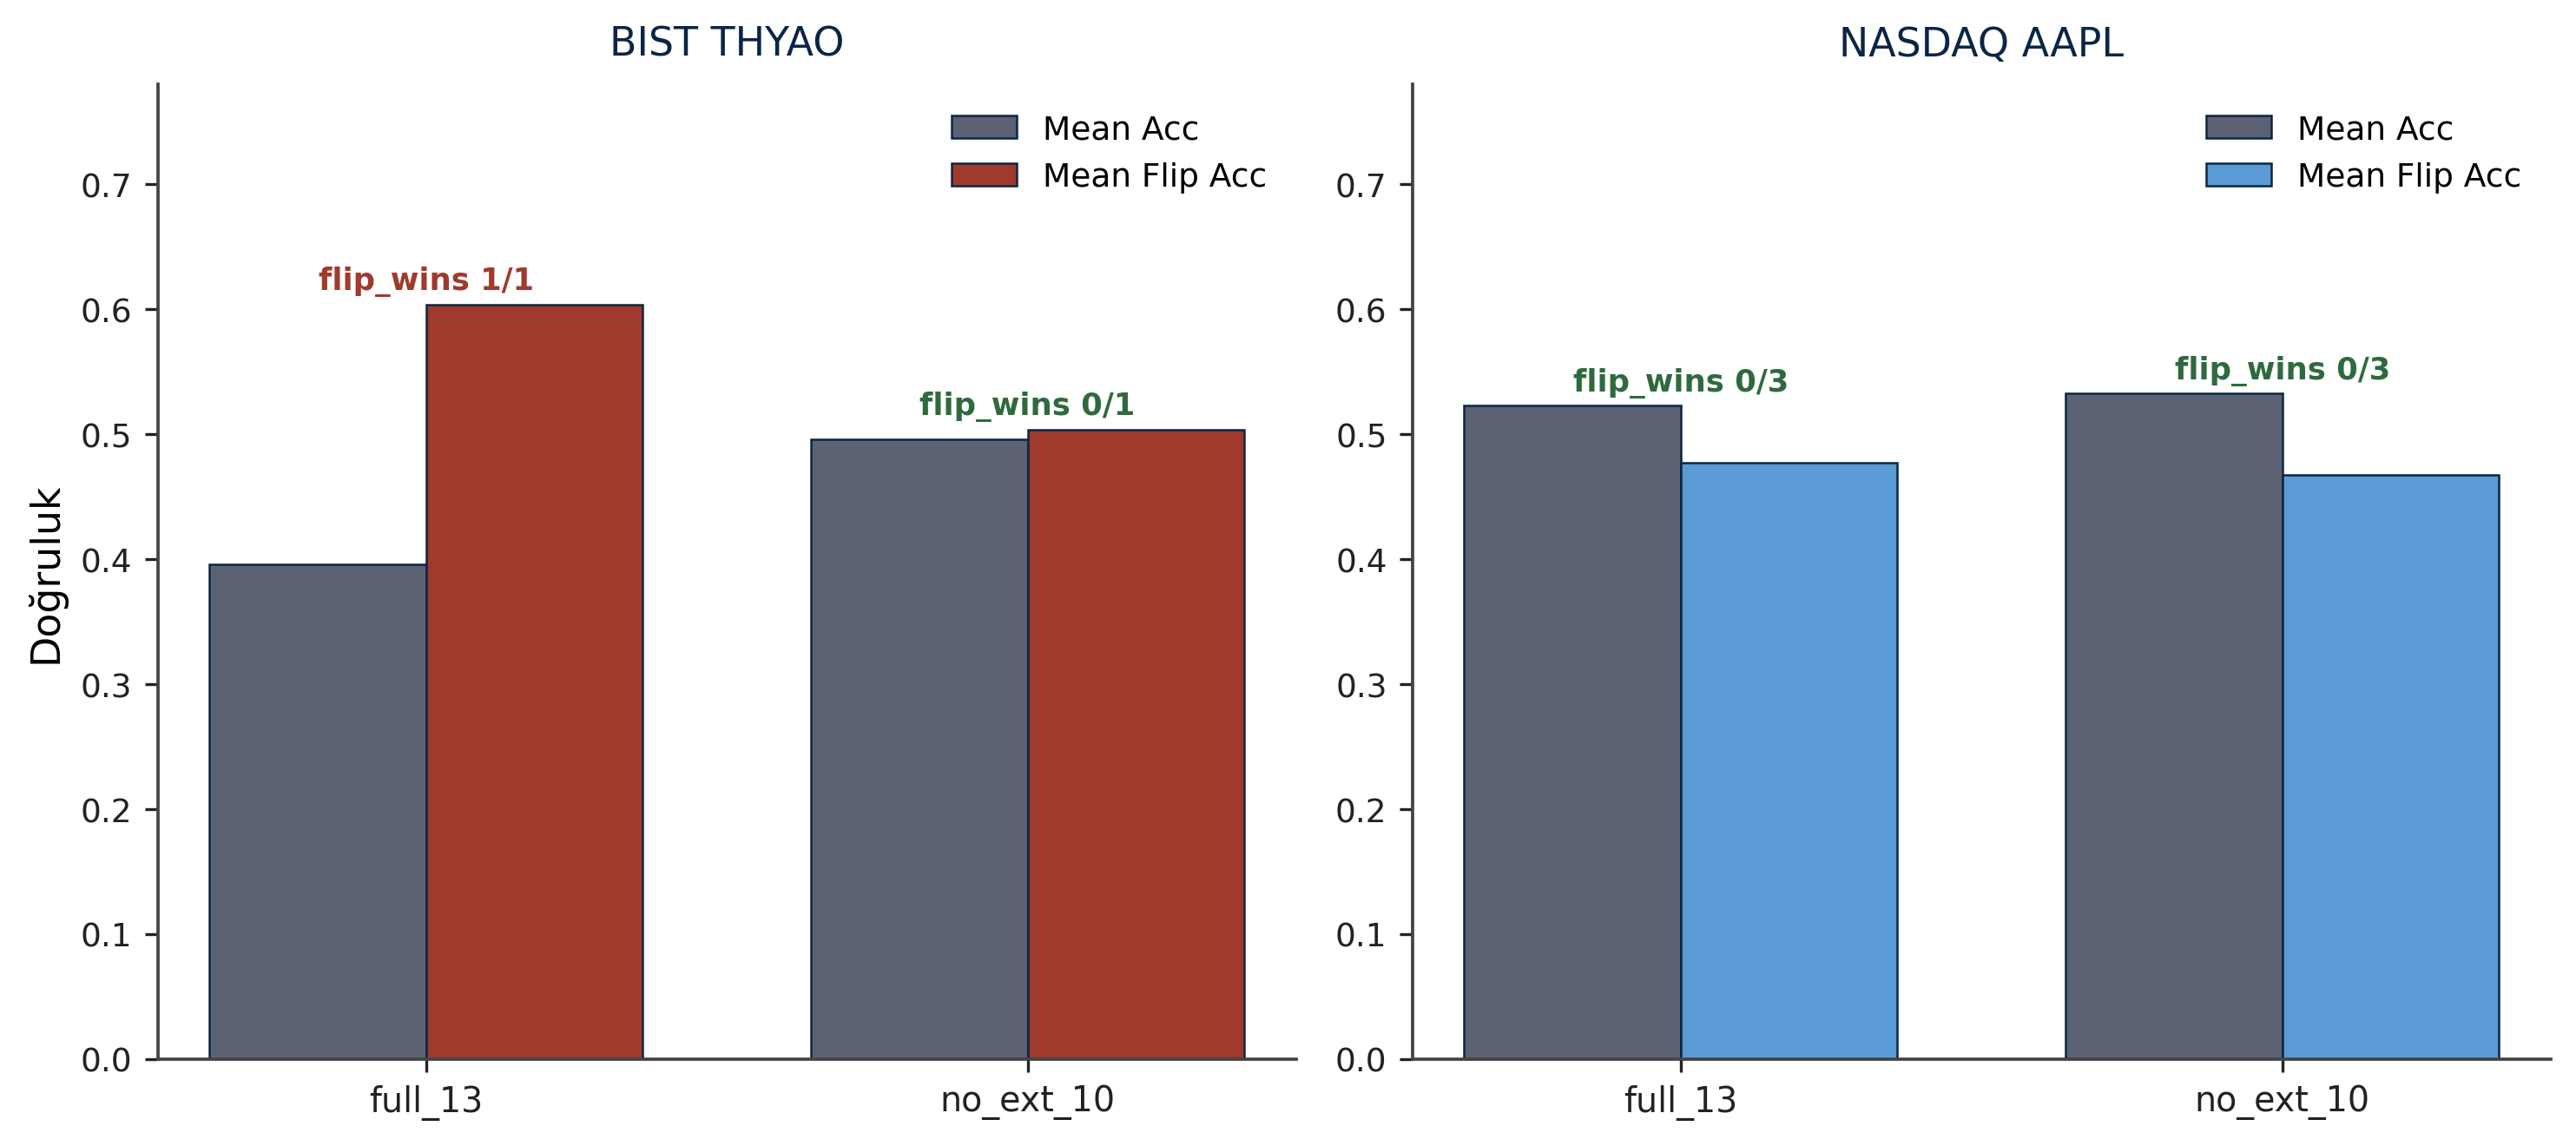 BIST THYAO
Mean Acc
Mean Flip Acc
flip_wins 1/1
flip_wins 0/1
Doğruluk
0.7
0.6
0.5
0.4
0.3
0.2
0.1
0.0
full_13
no_ext_10
NASDAQ AAPL
Mean Acc
Mean Flip Acc
flip_wins 0/3
flip_wins 0/3
0.7
0.6
0.5
0.4
0.3
0.2
0.1
0.0
full_13
no_ext_10